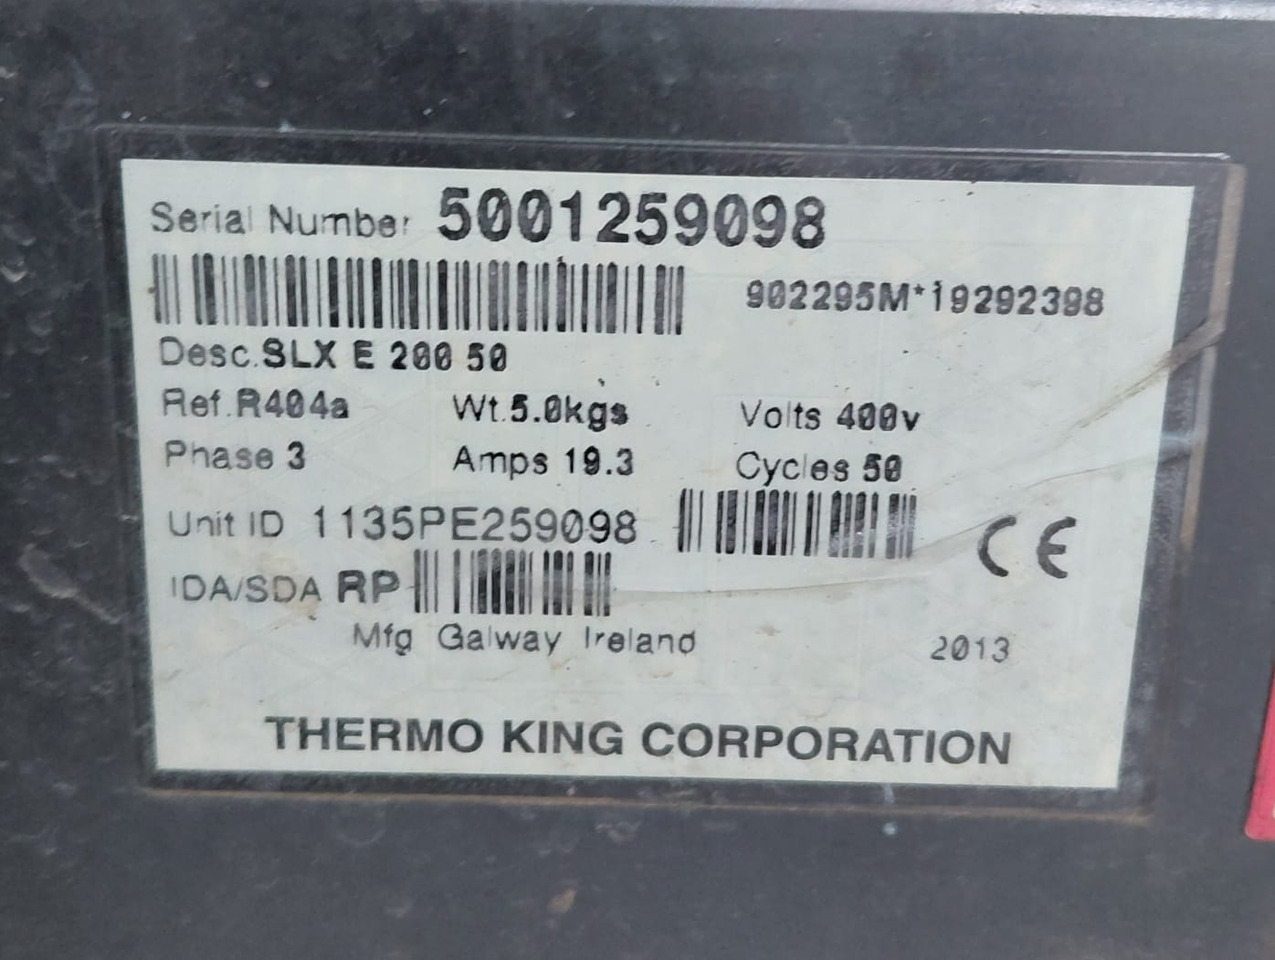 Serial Number 5001259098
902295M*19292398
Desc.SLX E 200 50
Ref.R404a Wt.5.0kgs Volts 400v
Phase 3 Amps 19.3 Cycles 50
Unit ID 1135PE259098
CE
IDA/SDA RP
Mfg Galway Ireland 2013
THERMO KING CORPORATION